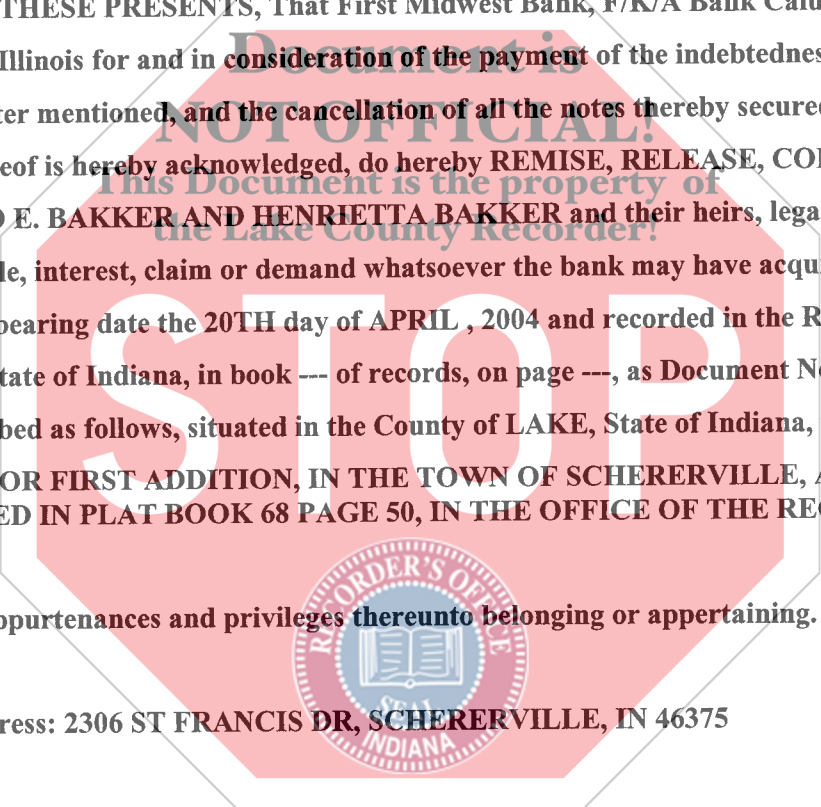 THESE PRESENTS, That First Midwest Bank, F/K/A Bank Calu
Document is
Illinois for and in consideration of the payment of the indebtednes
ter mentioned, and the cancellation of all the notes thereby secured
NOT OFFICIAL!
eof is hereby acknowledged, do hereby REMISE, RELEASE, CO
This Document is the property of
E. BAKKER AND HENRIETTA BAKKER and their heirs, lega
the Lake County Recorder!
le, interest, claim or demand whatsoever the bank may have acqui
bearing date the 20TH day of APRIL , 2004 and recorded in the R
STOP
tate of Indiana, in book --- of records, on page ---, as Document N
bed as follows, situated in the County of LAKE, State of Indiana,
OR FIRST ADDITION, IN THE TOWN OF SCHERERVILLE, A
ED IN PLAT BOOK 68 PAGE 50, IN THE OFFICE OF THE REC
RECORDER'S OFFICE
ppurtenances and privileges thereunto belonging or appertaining.
SEAL
ress: 2306 ST FRANCIS DR, SCHERERVILLE, IN 46375
INDIANA